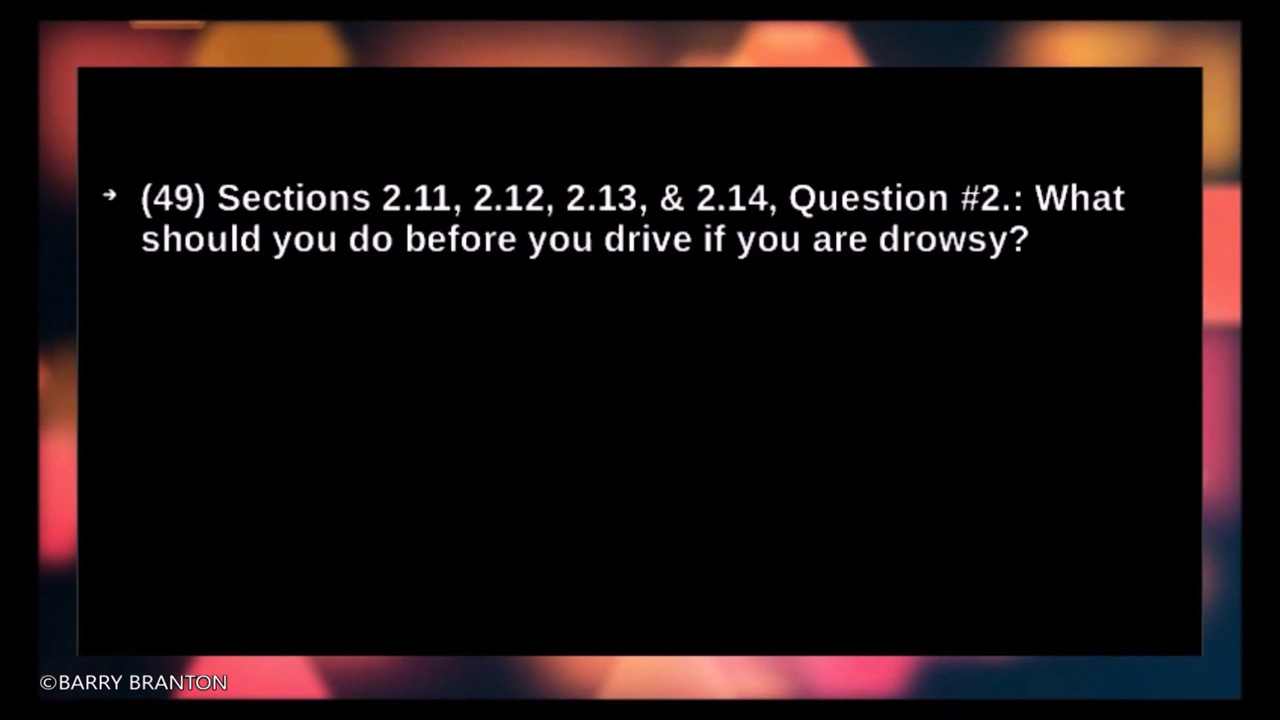 ➔ (49) Sections 2.11, 2.12, 2.13, & 2.14, Question #2.: What
should you do before you drive if you are drowsy?
©BARRY BRANTON